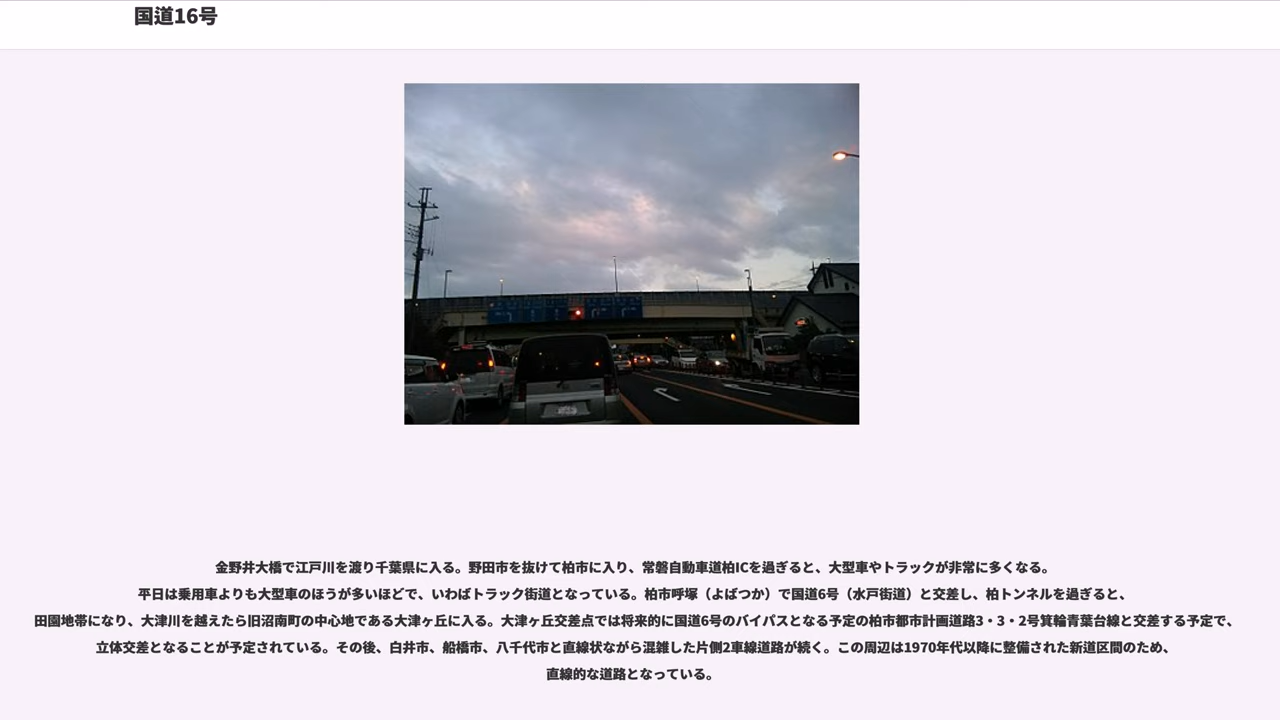 国道16号
金野井大橋で江戸川を渡り千葉県に入る。野田市を抜けて柏市に入り、常磐自動車道柏ICを過ぎると、大型車やトラックが非常に多くなる。
平日は乗用車よりも大型車のほうが多いほどで、いわばトラック街道となっている。柏市呼塚（よばつか）で国道6号（水戸街道）と交差し、柏トンネルを過ぎると、
田園地帯になり、大津川を越えたら旧沼南町の中心地である大津ヶ丘に入る。大津ヶ丘交差点では将来的に国道6号のバイパスとなる予定の柏市都市計画道路3・3・2号箕輪青葉台線と交差する予定で、
立体交差となることが予定されている。その後、白井市、船橋市、八千代市と直線状ながら混雑した片側2車線道路が続く。この周辺は1970年代以降に整備された新道区間のため、
直線的な道路となっている。